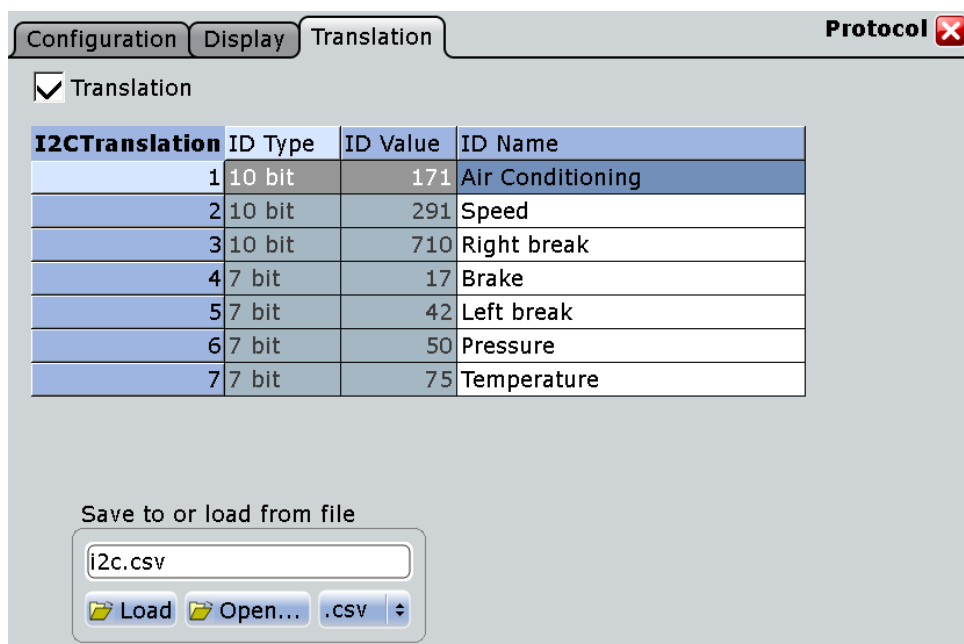 Configuration Display Translation Protocol
Translation
I2CTranslation ID Type ID Value ID Name
1 10 bit 171 Air Conditioning
2 10 bit 291 Speed
3 10 bit 710 Right break
4 7 bit 17 Brake
5 7 bit 42 Left break
6 7 bit 50 Pressure
7 7 bit 75 Temperature
Save to or load from file
i2c.csv
Load Open... .csv